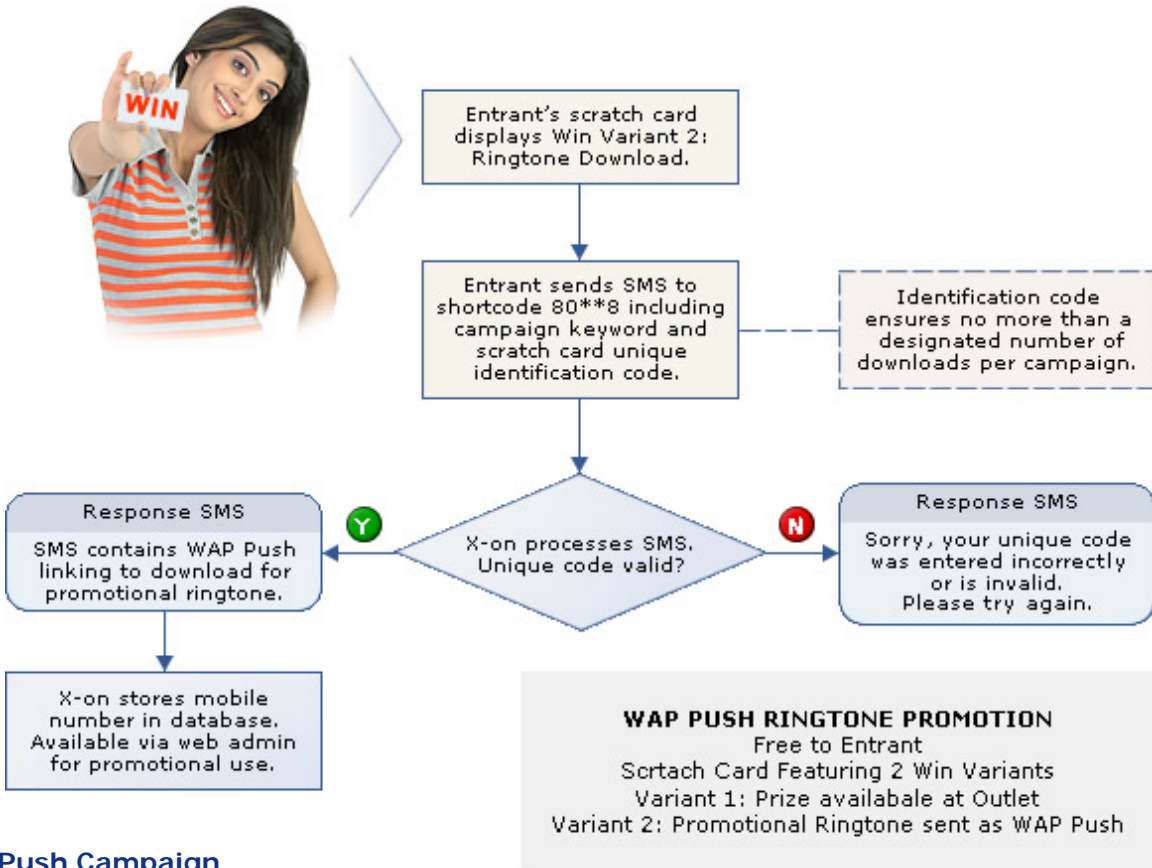 WIN
Entrant's scratch card
displays Win Variant 2:
Ringtone Download.
Entrant sends SMS to
shortcode 80**8 including
campaign keyword and
scratch card unique
identification code.
Identification code
ensures no more than a
designated number of
downloads per campaign.
Response SMS
SMS contains WAP Push
linking to download for
promotional ringtone.
Y
X-on processes SMS.
Unique code valid?
N
Response SMS
Sorry, your unique code
was entered incorrectly
or is invalid.
Please try again.
X-on stores mobile
number in database.
Available via web admin
for promotional use.
WAP PUSH RINGTONE PROMOTION
Free to Entrant
Scrtach Card Featuring 2 Win Variants
Variant 1: Prize availabale at Outlet
Variant 2: Promotional Ringtone sent as WAP Push
Push Campaign